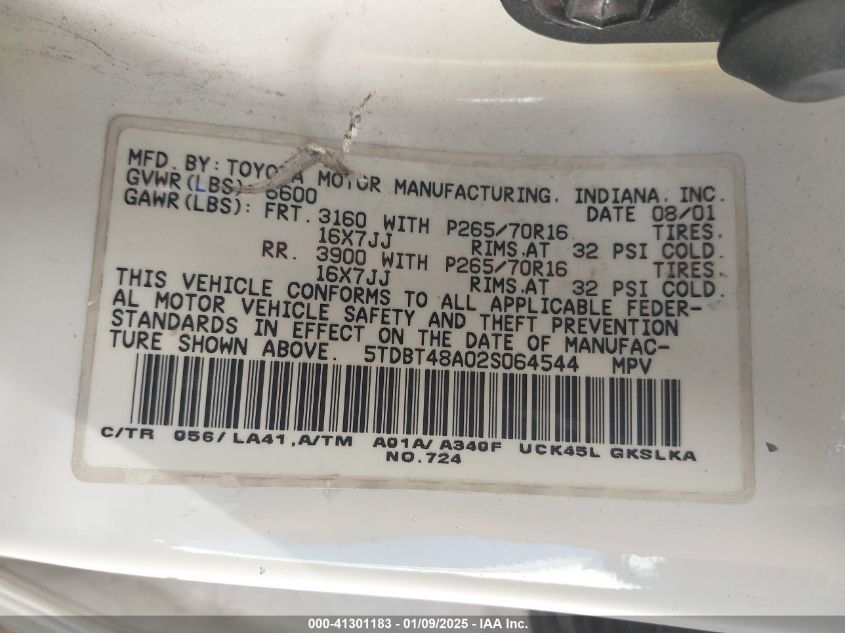 MFD. BY: TOYOTA MOTOR MANUFACTURING, INDIANA, INC.
GVWR(LBS) 6600 DATE 08/01
GAWR(LBS): FRT. 3160 WITH P265/70R16 TIRES.
16X7JJ RIMS.AT 32 PSI COLD.
RR. 3900 WITH P265/70R16 TIRES.
16X7JJ RIMS.AT 32 PSI COLD.
THIS VEHICLE CONFORMS TO ALL APPLICABLE FEDER-
AL MOTOR VEHICLE SAFETY AND THEFT PREVENTION
STANDARDS IN EFFECT ON THE DATE OF MANUFAC-
TURE SHOWN ABOVE. 5TDBT48A02S064544 MPV
C/TR 056/LA41,A/TM A01A/A340F UCK45L GKSLKA
NO.724
000-41301183 - 01/09/2025 - IAA Inc.